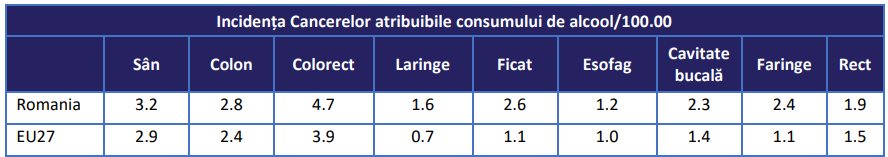 Incidența Cancerelor atribuibile consumului de alcool/100.00
Sân Colon Colorect Laringe Ficat Esofag Cavitate bucală Faringe Rect
Romania 3.2 2.8 4.7 1.6 2.6 1.2 2.3 2.4 1.9
EU27 2.9 2.4 3.9 0.7 1.1 1.0 1.4 1.1 1.5